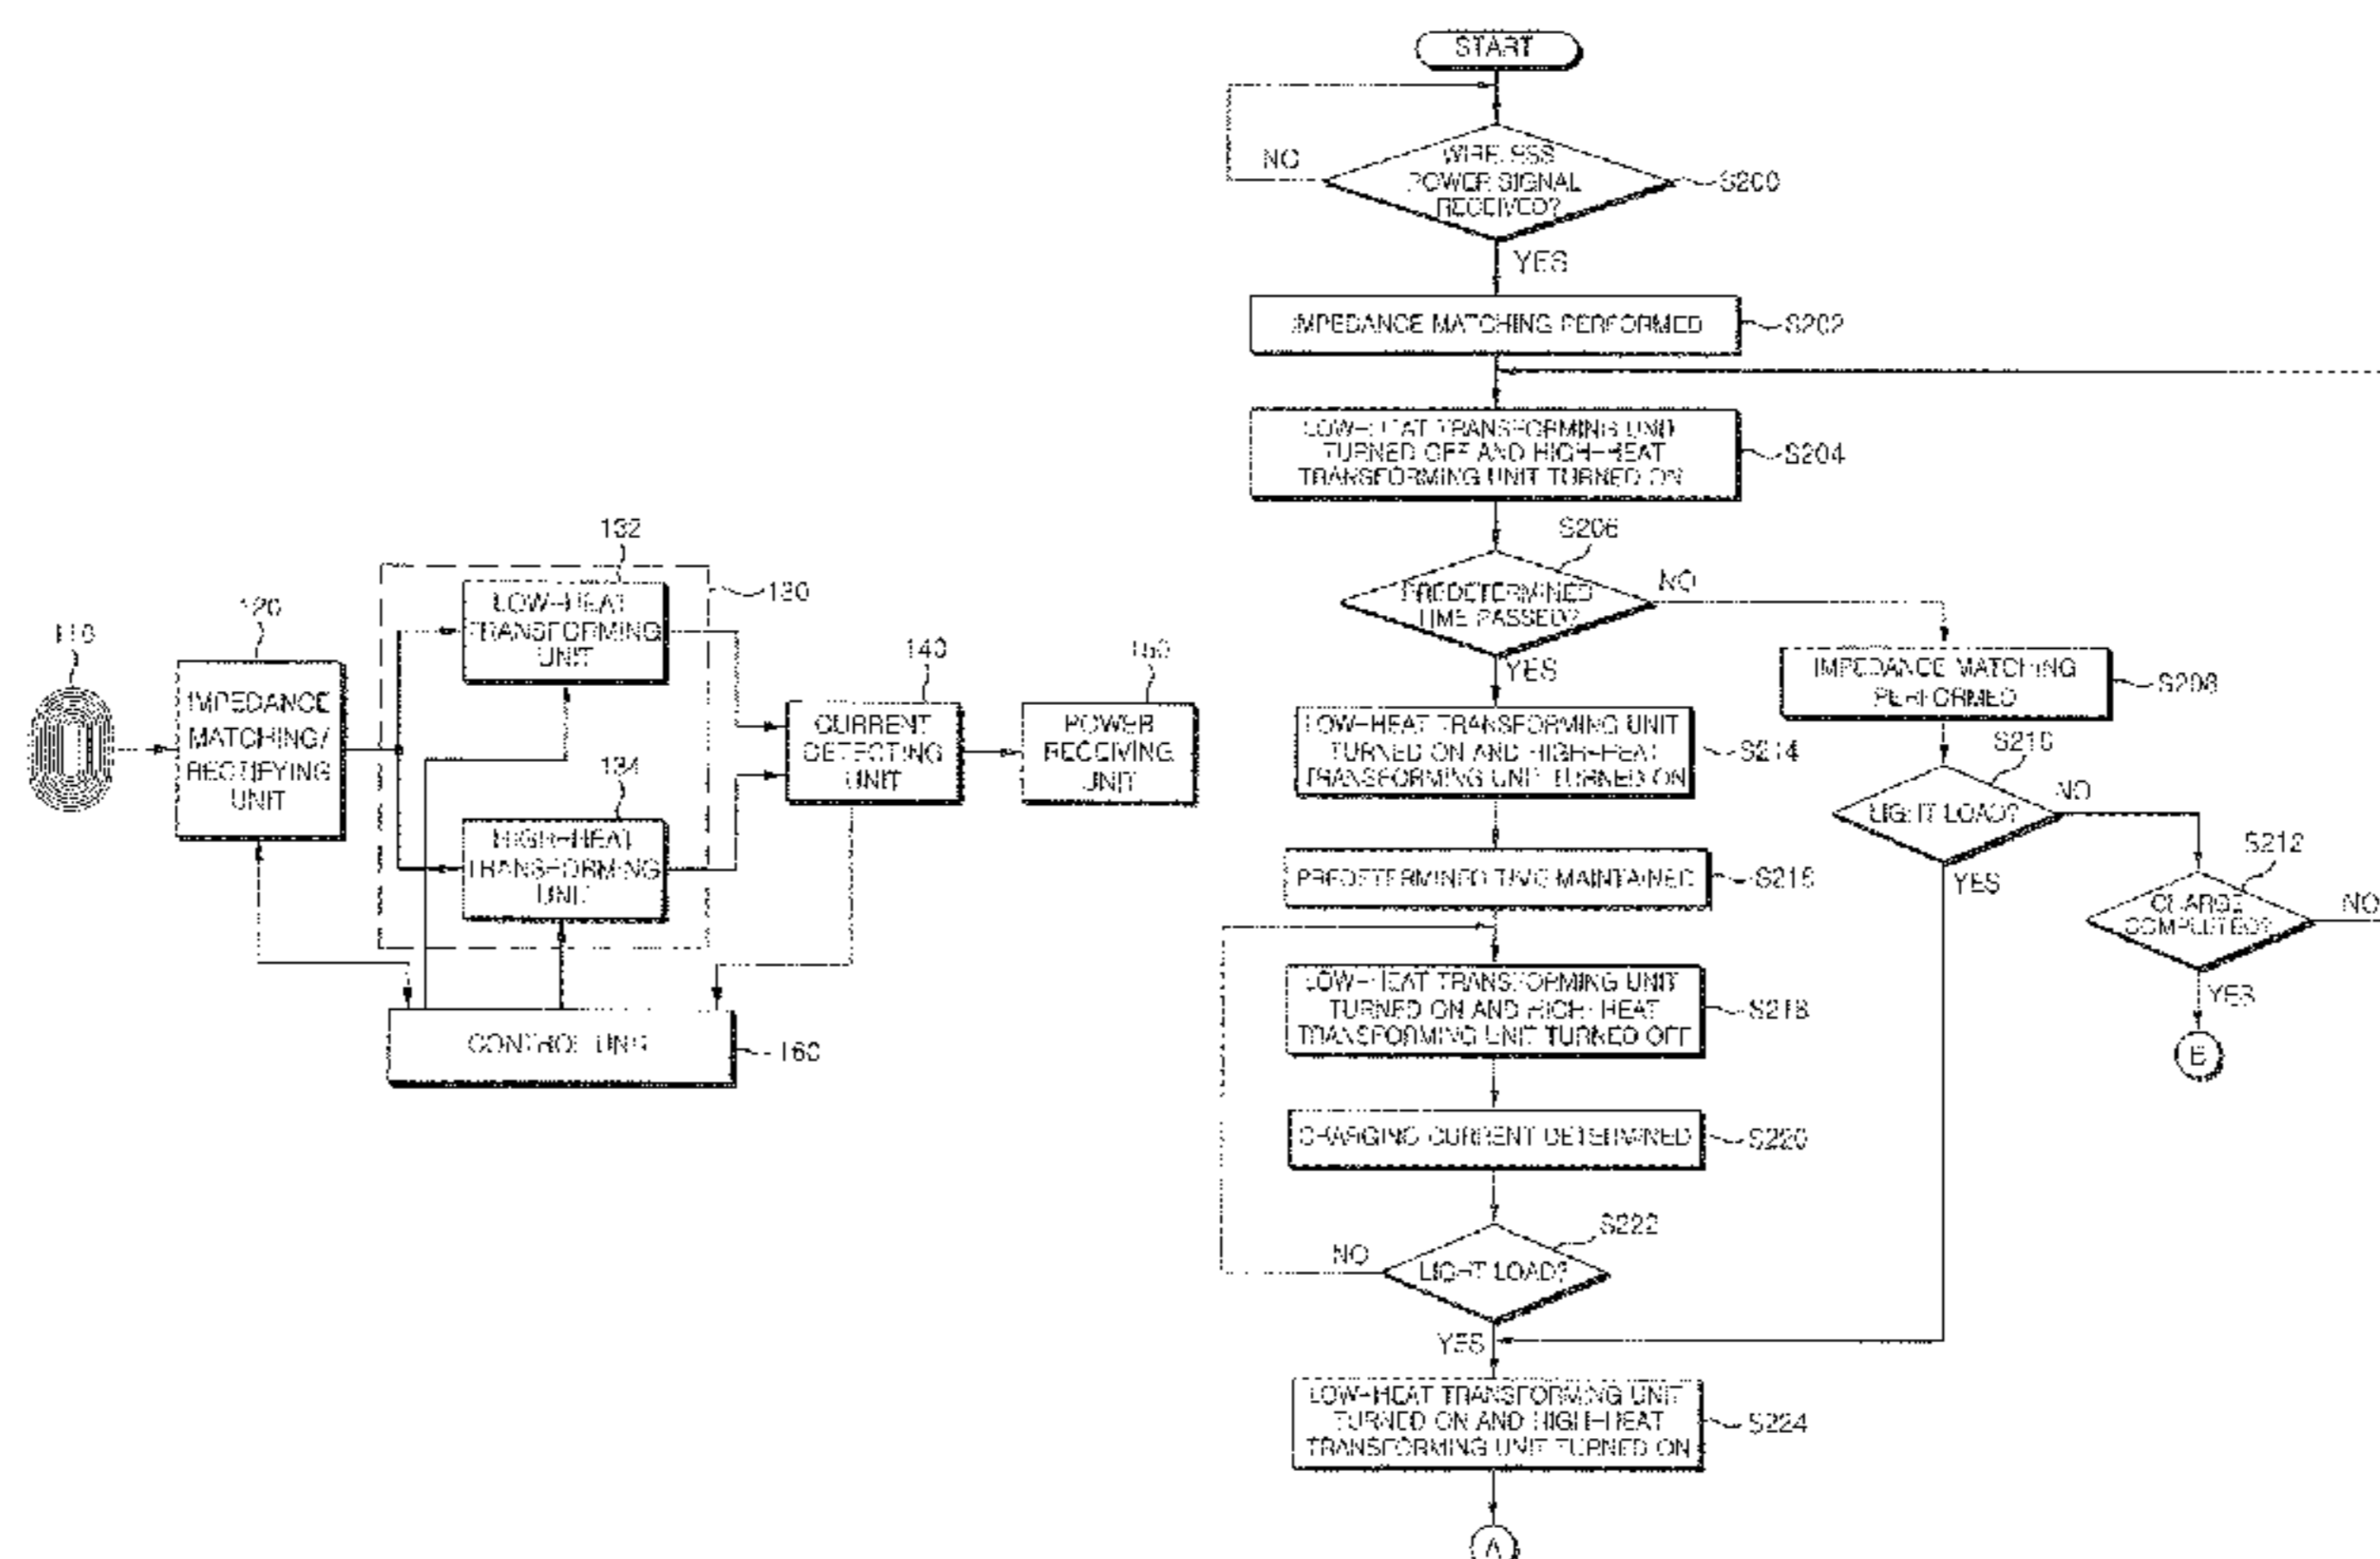 110
120
IMPEDANCE
MATCHING/
RECTIFYING
UNIT
132
LOW-HEAT
TRANSFORMING
UNIT
130
134
HIGH-HEAT
TRANSFORMING
UNIT
140
CURRENT
DETECTING
UNIT
150
POWER
RECEIVING
UNIT
CONTROL UNIT
160
START
WIRELESS
POWER SIGNAL
RECEIVED?
S200
NO
YES
IMPEDANCE MATCHING PERFORMED
S202
LOW-HEAT TRANSFORMING UNIT
TURNED OFF AND HIGH-HEAT
TRANSFORMING UNIT TURNED ON
S204
S206
PREDETERMINED
TIME PASSED?
NO
YES
IMPEDANCE MATCHING
PERFORMED
S208
LOW-HEAT TRANSFORMING UNIT
TURNED ON AND HIGH-HEAT
TRANSFORMING UNIT TURNED ON
S214
S210
LIGHT LOAD?
NO
YES
S212
CHARGE
COMPLETED?
NO
YES
B
PREDETERMINED TIME MAINTAINED
S216
LOW-HEAT TRANSFORMING UNIT
TURNED ON AND HIGH-HEAT
TRANSFORMING UNIT TURNED OFF
S218
CHARGING CURRENT DETERMINED
S220
S222
LIGHT LOAD?
NO
YES
LOW-HEAT TRANSFORMING UNIT
TURNED ON AND HIGH-HEAT
TRANSFORMING UNIT TURNED ON
S224
A